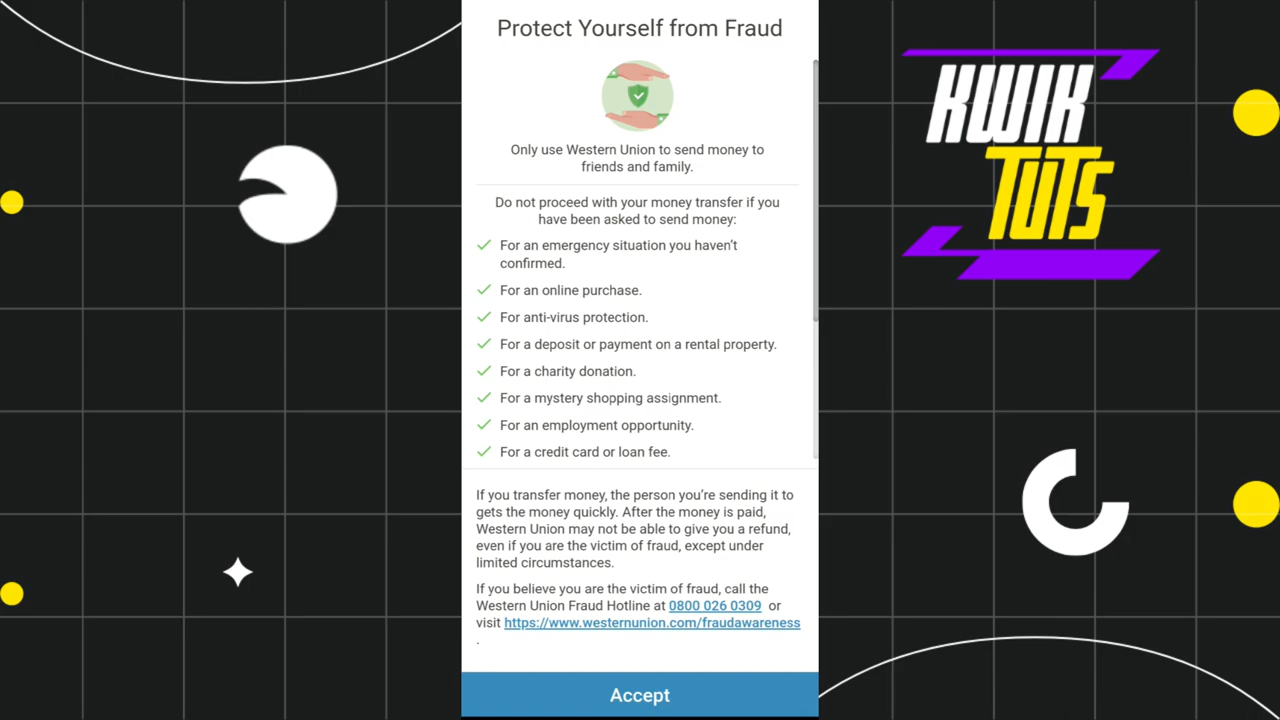 Protect Yourself from Fraud
Only use Western Union to send money to
friends and family.
Do not proceed with your money transfer if you
have been asked to send money:
For an emergency situation you haven't
confirmed.
For an online purchase.
For anti-virus protection.
For a deposit or payment on a rental property.
For a charity donation.
For a mystery shopping assignment.
For an employment opportunity.
For a credit card or loan fee.
If you transfer money, the person you're sending it to
gets the money quickly. After the money is paid,
Western Union may not be able to give you a refund,
even if you are the victim of fraud, except under
limited circumstances.
If you believe you are the victim of fraud, call the
Western Union Fraud Hotline at 0800 026 0309 or
visit https://www.westernunion.com/fraudawareness
.
Accept
KWIK
TUTS